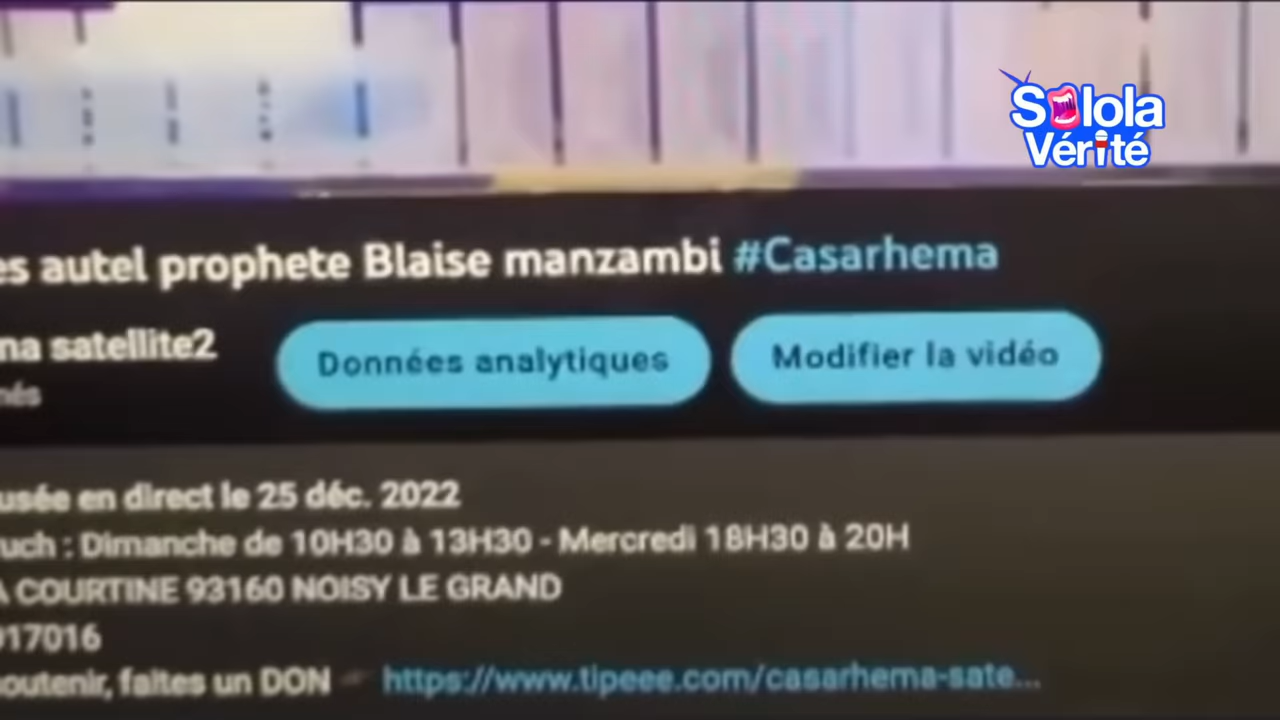 Solola
Vérité
es autel prophete Blaise manzambi #Casarhema
na satellite2
Données analytiques
Modifier la vidéo
nés
usée en direct le 25 déc. 2022
uch : Dimanche de 10H30 à 13H30 - Mercredi 18H30 à 20H
A COURTINE 93160 NOISY LE GRAND
917016
outenir, faites un DON https://www.tipeee.com/casarhema-sate...